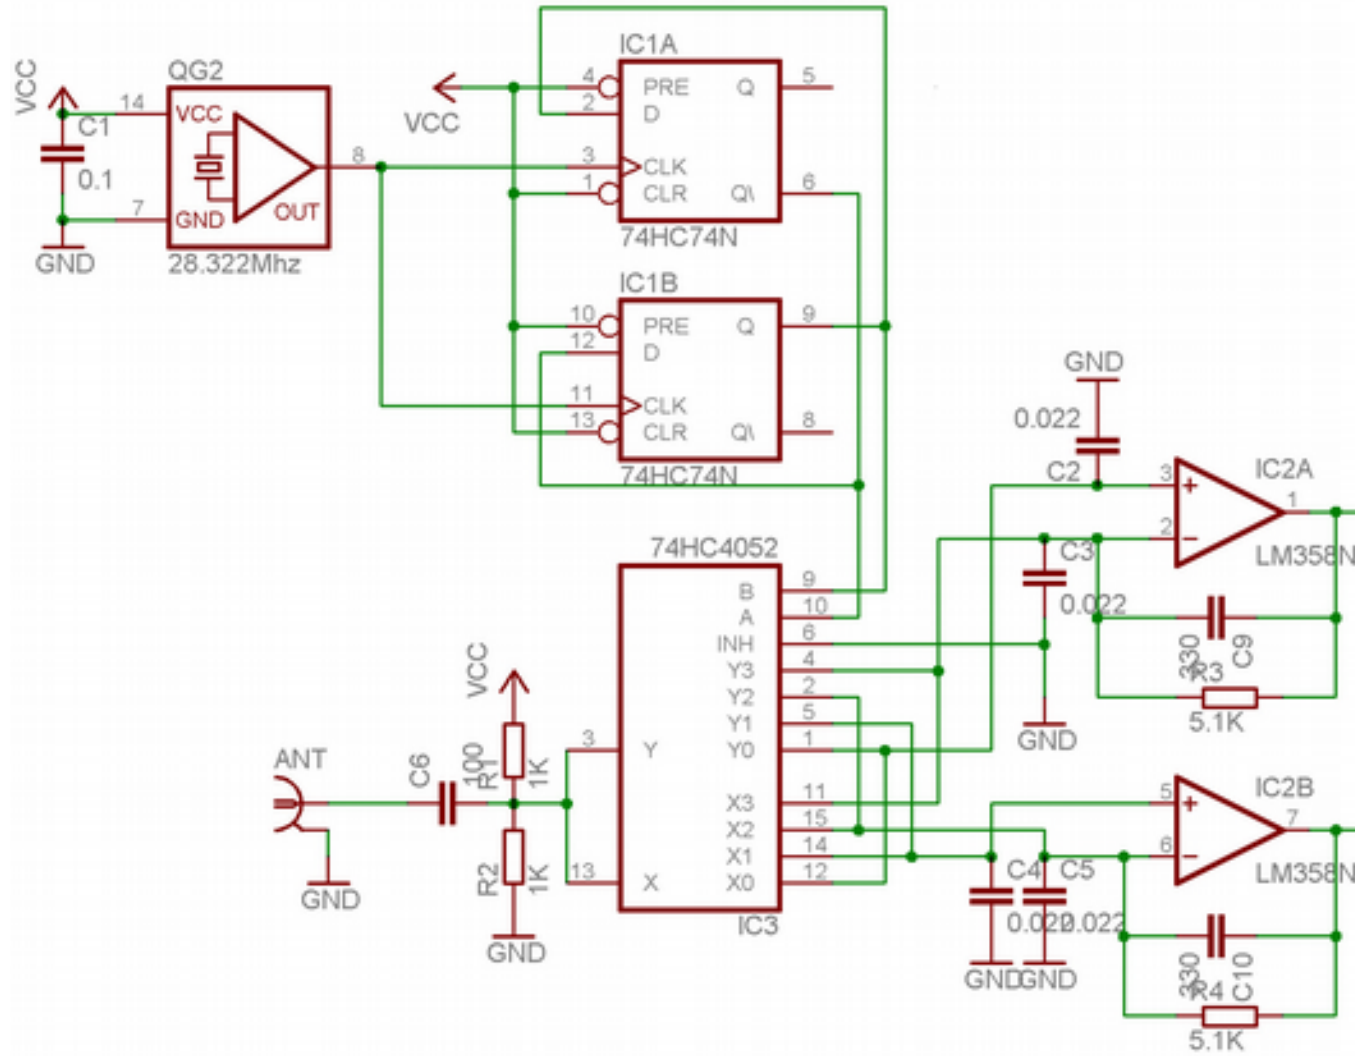 VCC
14
C1
0.1
7
GND
QG2
VCC
GND
OUT
8
28.322Mhz
VCC
IC1A
4
PRE
Q
5
2
D
3
CLK
1
CLR
Q\
6
74HC74N
IC1B
10
PRE
Q
9
12
D
11
CLK
13
CLR
Q\
8
74HC74N
74HC4052
B
9
A
10
INH
6
Y3
4
Y2
2
Y1
5
Y0
1
X3
11
X2
15
X1
14
X0
12
3
Y
13
X
IC3
ANT
GND
C6
100
VCC
R1
1K
R2
1K
GND
GND
0.022
C2
3
+
2
-
IC2A
1
LM358N
C3
0.022
GND
330
C9
R3
5.1K
5
+
6
-
IC2B
7
LM358N
C4
0.022
GND
C5
0.022
GND
330
C10
R4
5.1K